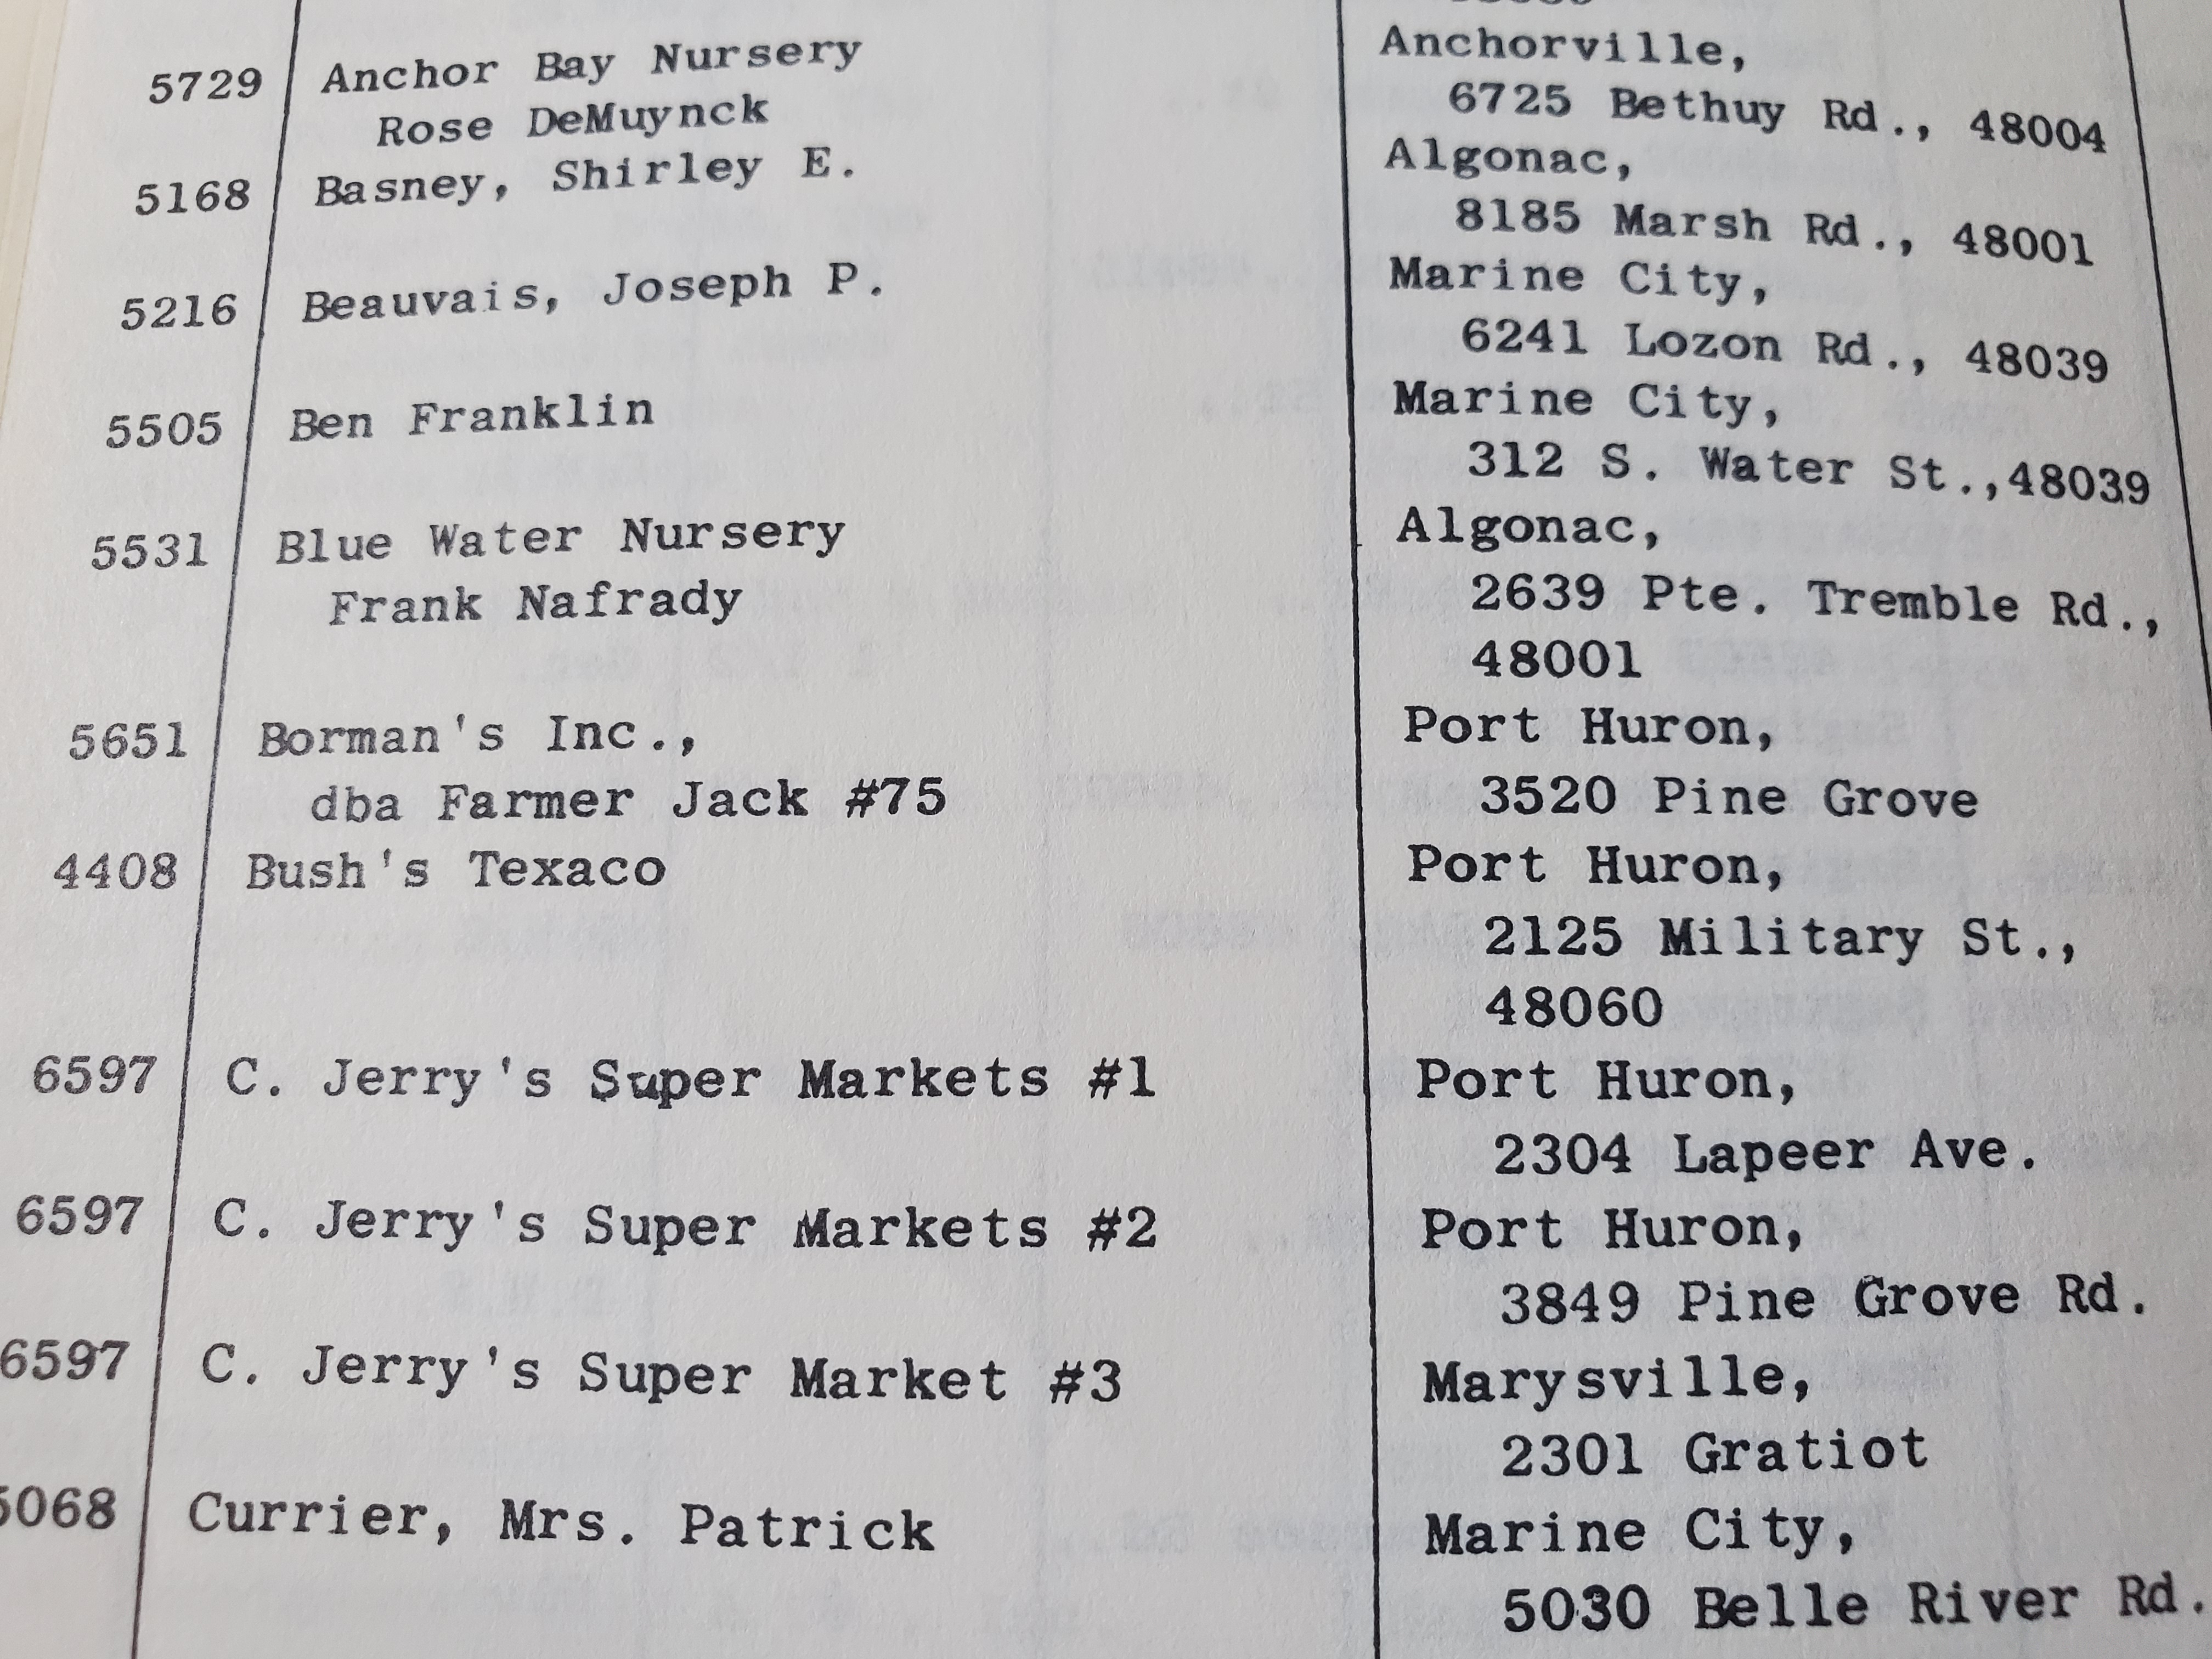 5729 Anchor Bay Nursery Anchorville,
Rose DeMuynck 6725 Bethuy Rd., 48004
5168 Basney, Shirley E. Algonac,
8185 Marsh Rd., 48001
5216 Beauvais, Joseph P. Marine City,
6241 Lozon Rd., 48039
5505 Ben Franklin Marine City,
312 S. Water St.,48039
5531 Blue Water Nursery Algonac,
Frank Nafrady 2639 Pte. Tremble Rd.,
48001
5651 Borman's Inc., Port Huron,
dba Farmer Jack #75 3520 Pine Grove
4408 Bush's Texaco Port Huron,
2125 Military St.,
48060
6597 C. Jerry's Super Markets #1 Port Huron,
2304 Lapeer Ave.
6597 C. Jerry's Super Markets #2 Port Huron,
3849 Pine Grove Rd.
6597 C. Jerry's Super Market #3 Marysville,
2301 Gratiot
Currier, Mrs. Patrick Marine City,
5030 Belle River Rd.